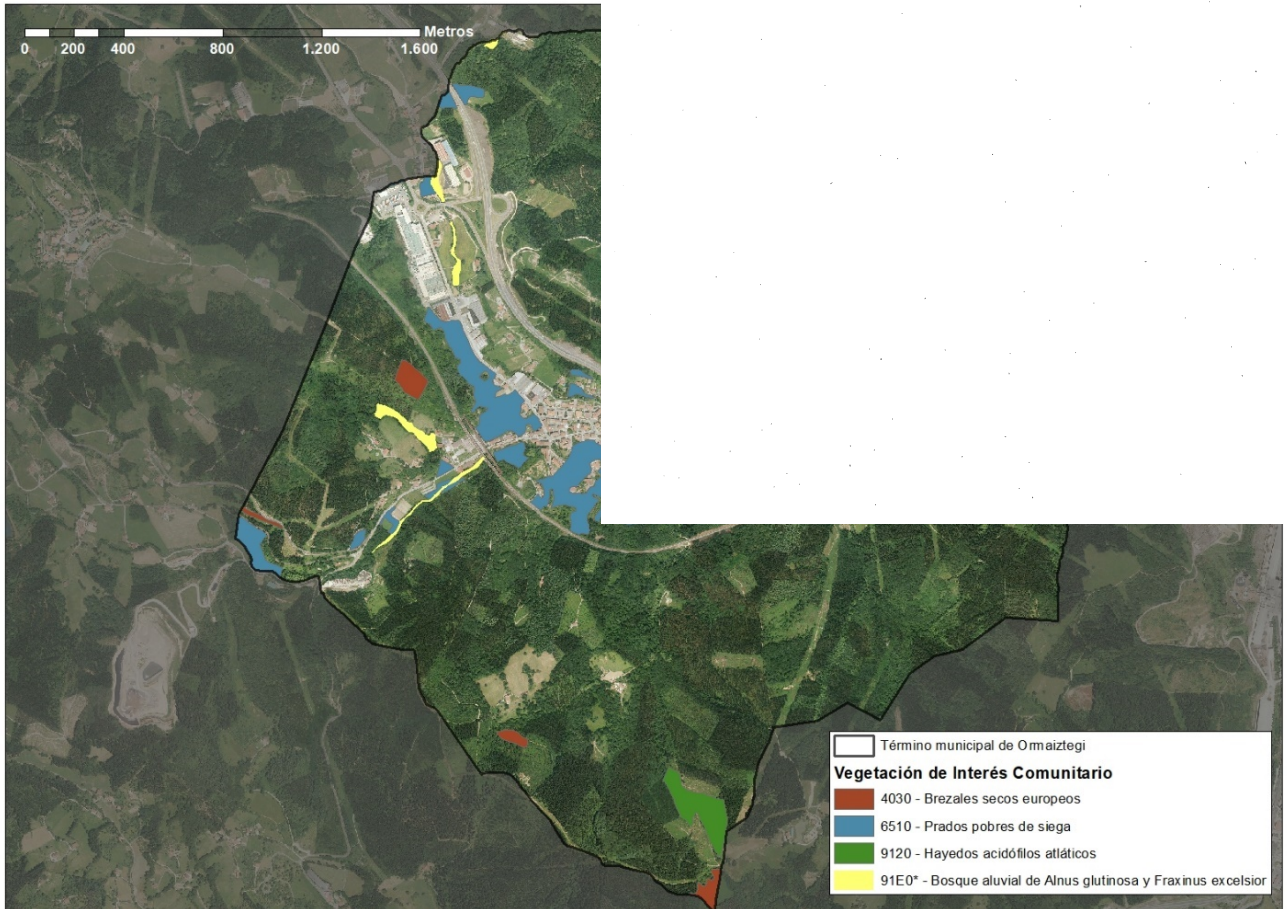 Metros
0 200 400 800 1.200 1.600
Término municipal de Ormaiztegi
Vegetación de Interés Comunitario
4030 - Brezales secos europeos
6510 - Prados pobres de siega
9120 - Hayedos acidófilos atláticos
91E0* - Bosque aluvial de Alnus glutinosa y Fraxinus excelsior